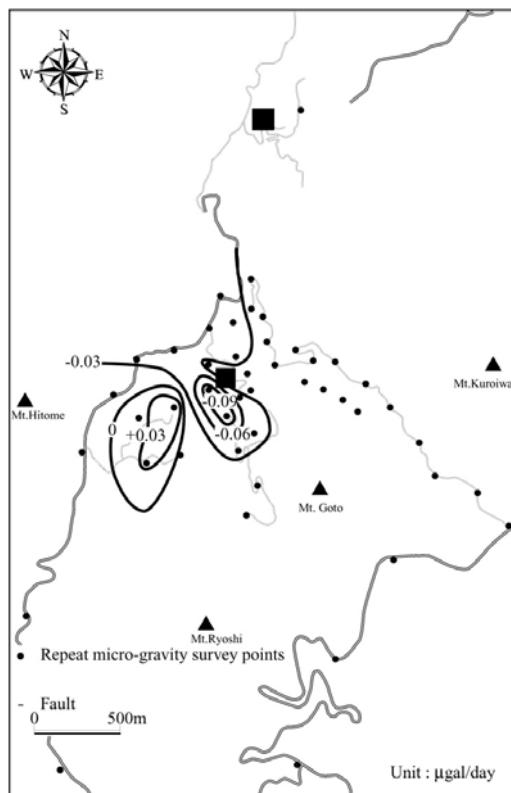 N
W E
S
-0.03
Mt.Kuroiwa
Mt.Hitome
-0.09
0
+0.03
-0.06
Mt. Goto
Mt.Ryoshi
Repeat micro-gravity survey points
- Fault
0 500m
Unit : μgal/day